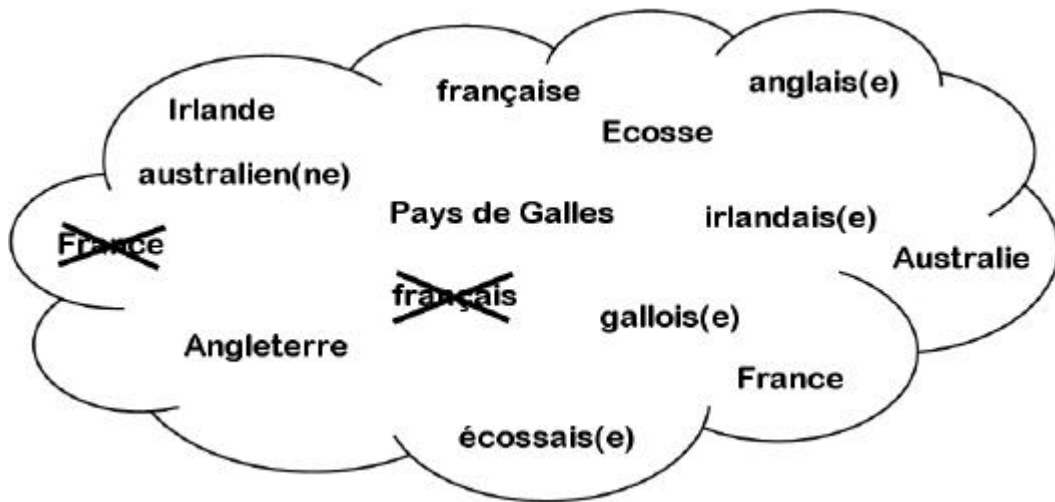 française
anglais(e)
Irlande
Ecosse
australien(ne)
Pays de Galles
irlandais(e)
France
Australie
français
gallois(e)
Angleterre
France
écossais(e)